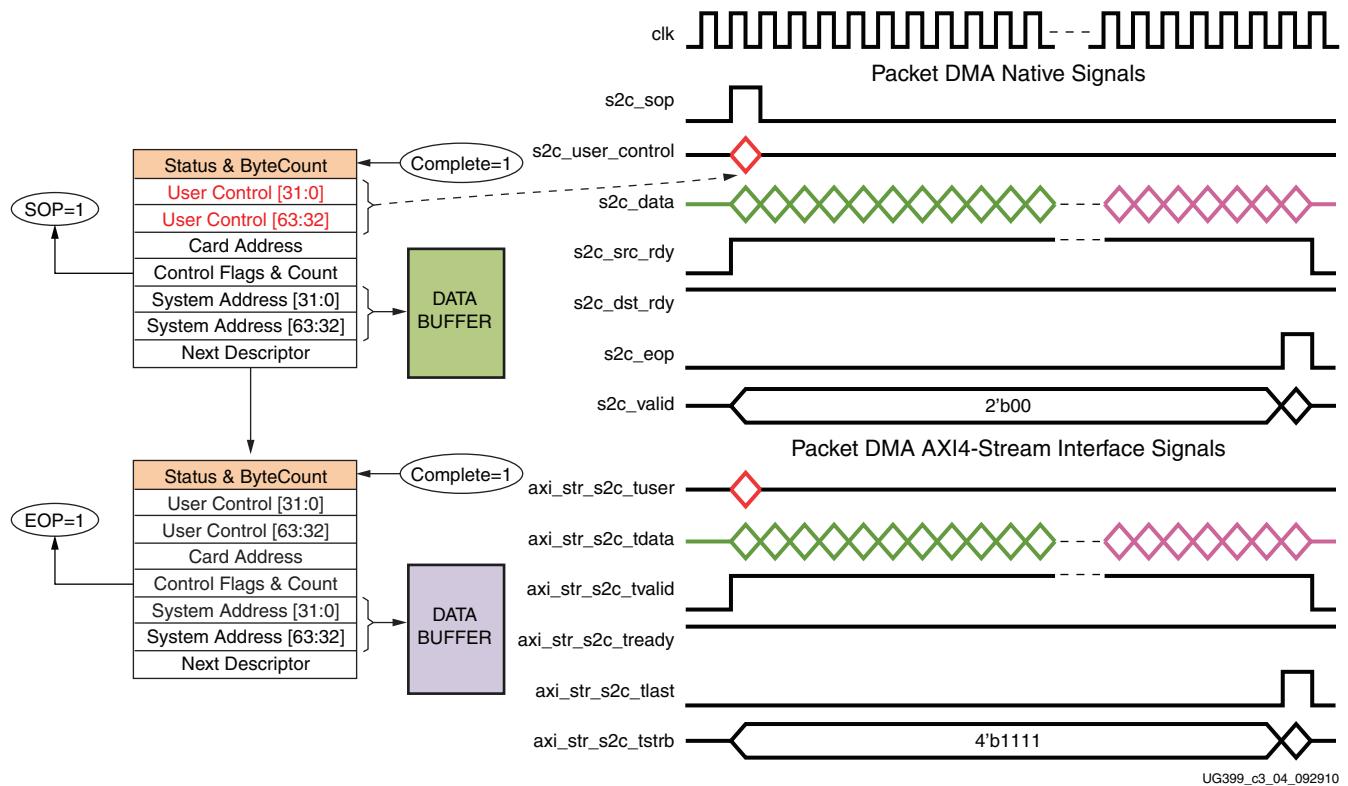 clk
Packet DMA Native Signals
s2c_sop
s2c_user_control
s2c_data
s2c_src_rdy
s2c_dst_rdy
s2c_eop
s2c_valid
2'b00
Status & ByteCount
User Control [31:0]
User Control [63:32]
Card Address
Control Flags & Count
System Address [31:0]
System Address [63:32]
Next Descriptor
Complete=1
SOP=1
DATA
BUFFER
Packet DMA AXI4-Stream Interface Signals
axi_str_s2c_tuser
axi_str_s2c_tdata
axi_str_s2c_tvalid
axi_str_s2c_tready
axi_str_s2c_tlast
axi_str_s2c_tstrb
4'b1111
Status & ByteCount
User Control [31:0]
User Control [63:32]
Card Address
Control Flags & Count
System Address [31:0]
System Address [63:32]
Next Descriptor
Complete=1
EOP=1
DATA
BUFFER
UG399_c3_04_092910